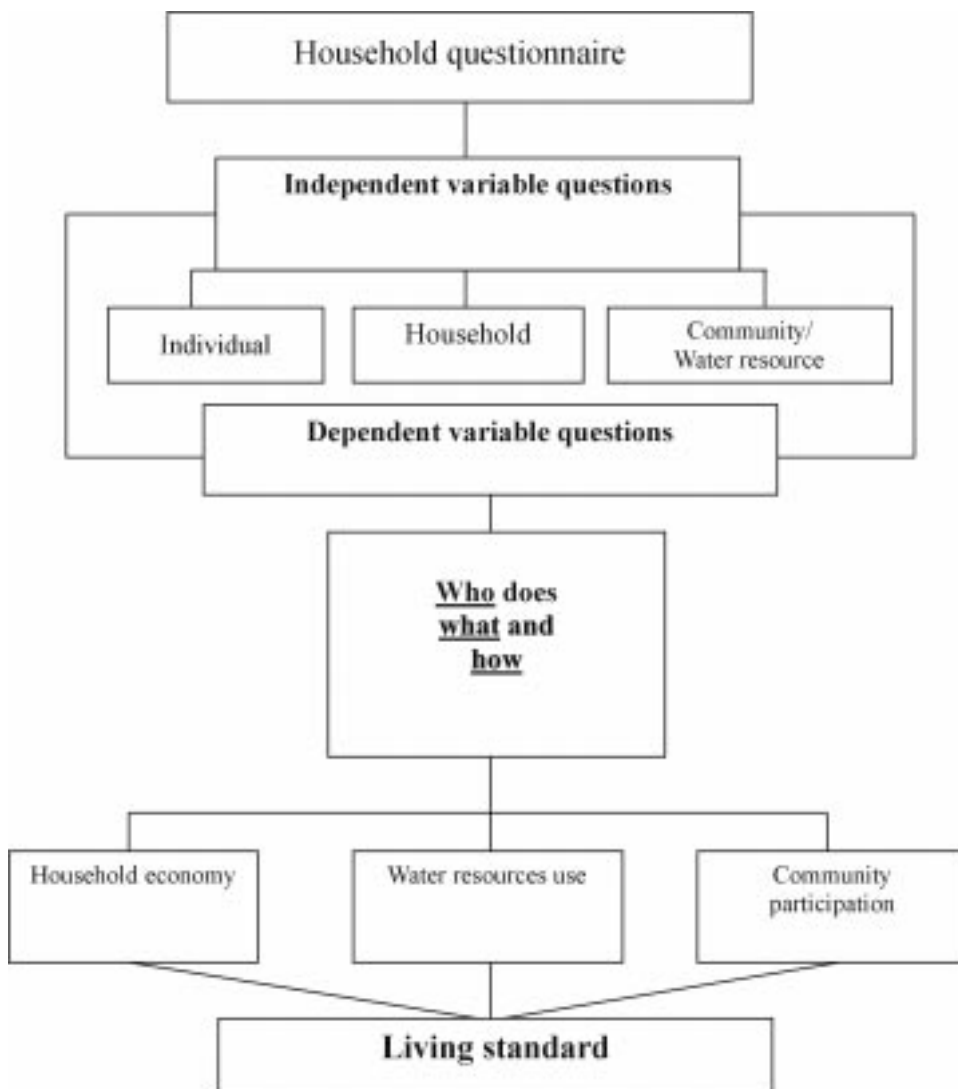 Household questionnaire
Independent variable questions
Individual
Household
Community/
Water resource
Dependent variable questions
Who does
what and
how
Household economy
Water resources use
Community
participation
Living standard